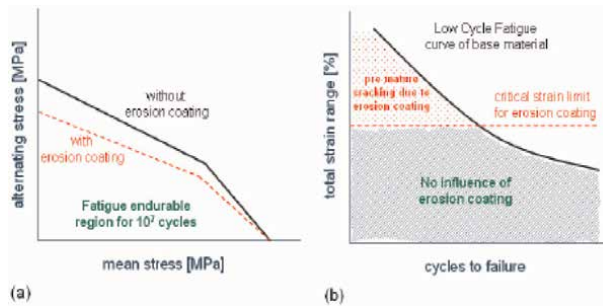 alternating stress [MPa]
without
erosion coating
with
erosion coating
Fatigue endurable
region for 10⁷ cycles
mean stress [MPa]
(a)
total strain range [%]
Low Cycle Fatigue
curve of base material
pre mature
cracking due to
erosion coating
critical strain limit
for erosion coating
No influence of
erosion coating
cycles to failure
(b)